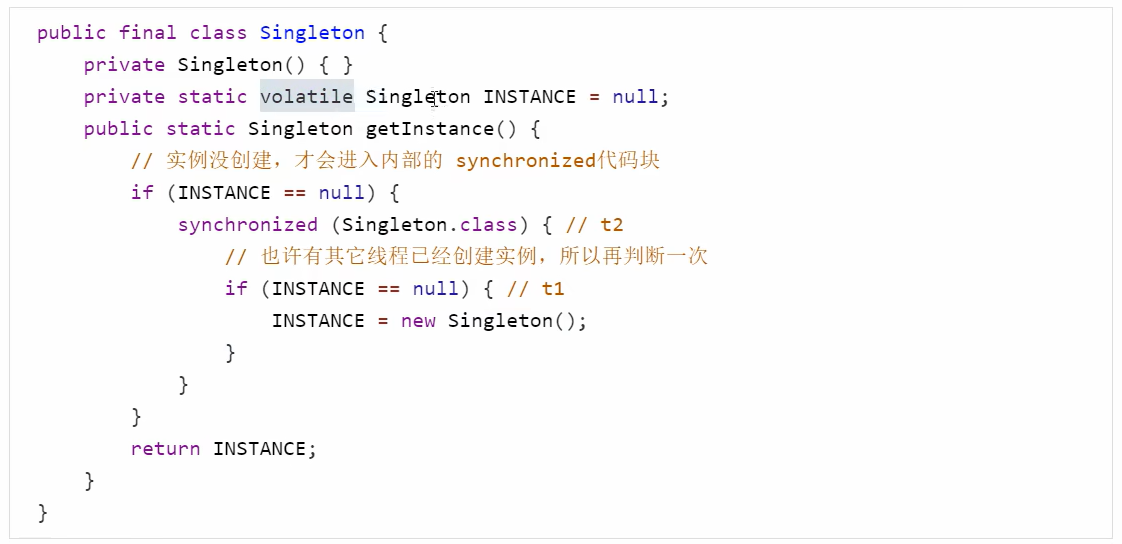 public final class Singleton {
    private Singleton() { }
    private static volatile Singleton INSTANCE = null;
    public static Singleton getInstance() {
        // 实例没创建，才会进入内部的 synchronized代码块
        if (INSTANCE == null) {
            synchronized (Singleton.class) { // t2
                // 也许有其它线程已经创建实例，所以再判断一次
                if (INSTANCE == null) { // t1
                    INSTANCE = new Singleton();
                }
            }
        }
        return INSTANCE;
    }
}